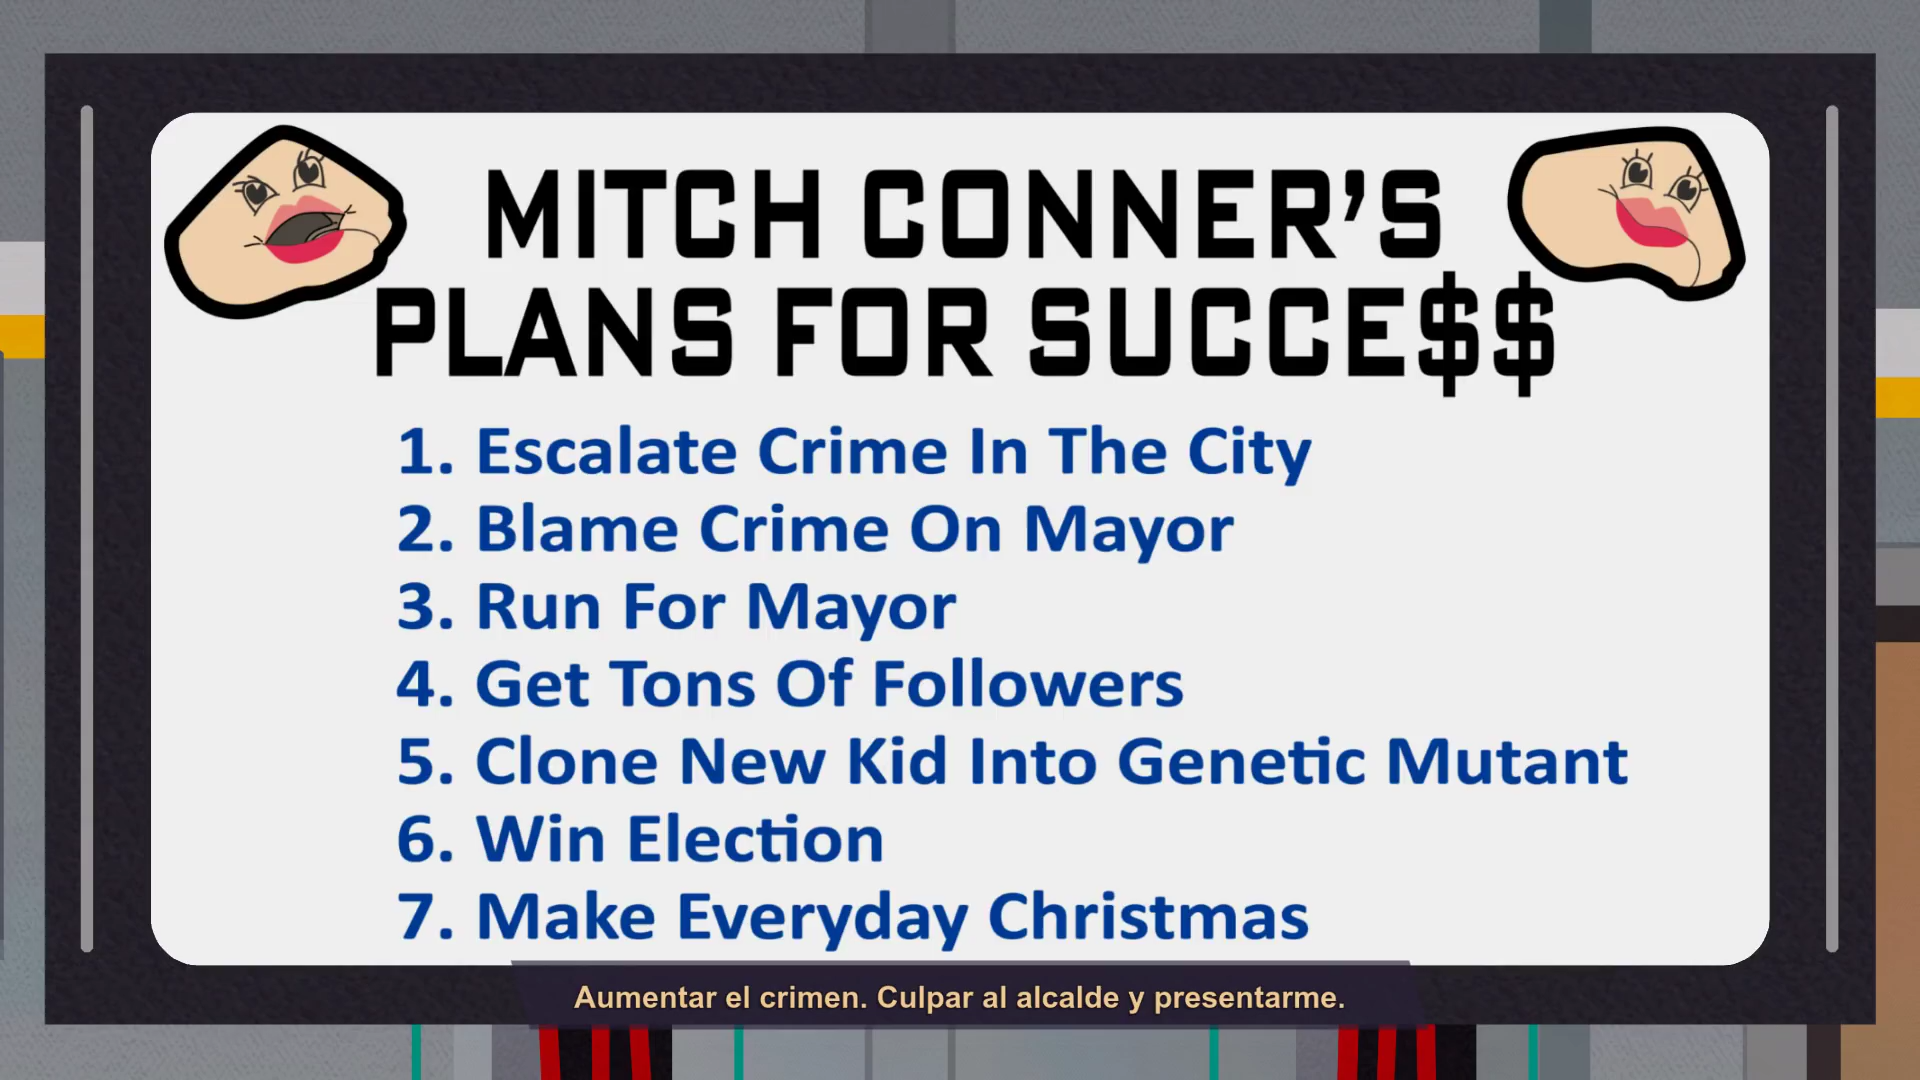 MITCH CONNER'S
PLANS FOR SUCCE$$
1. Escalate Crime In The City
2. Blame Crime On Mayor
3. Run For Mayor
4. Get Tons Of Followers
5. Clone New Kid Into Genetic Mutant
6. Win Election
7. Make Everyday Christmas
Aumentar el crimen. Culpar al alcalde y presentarme.